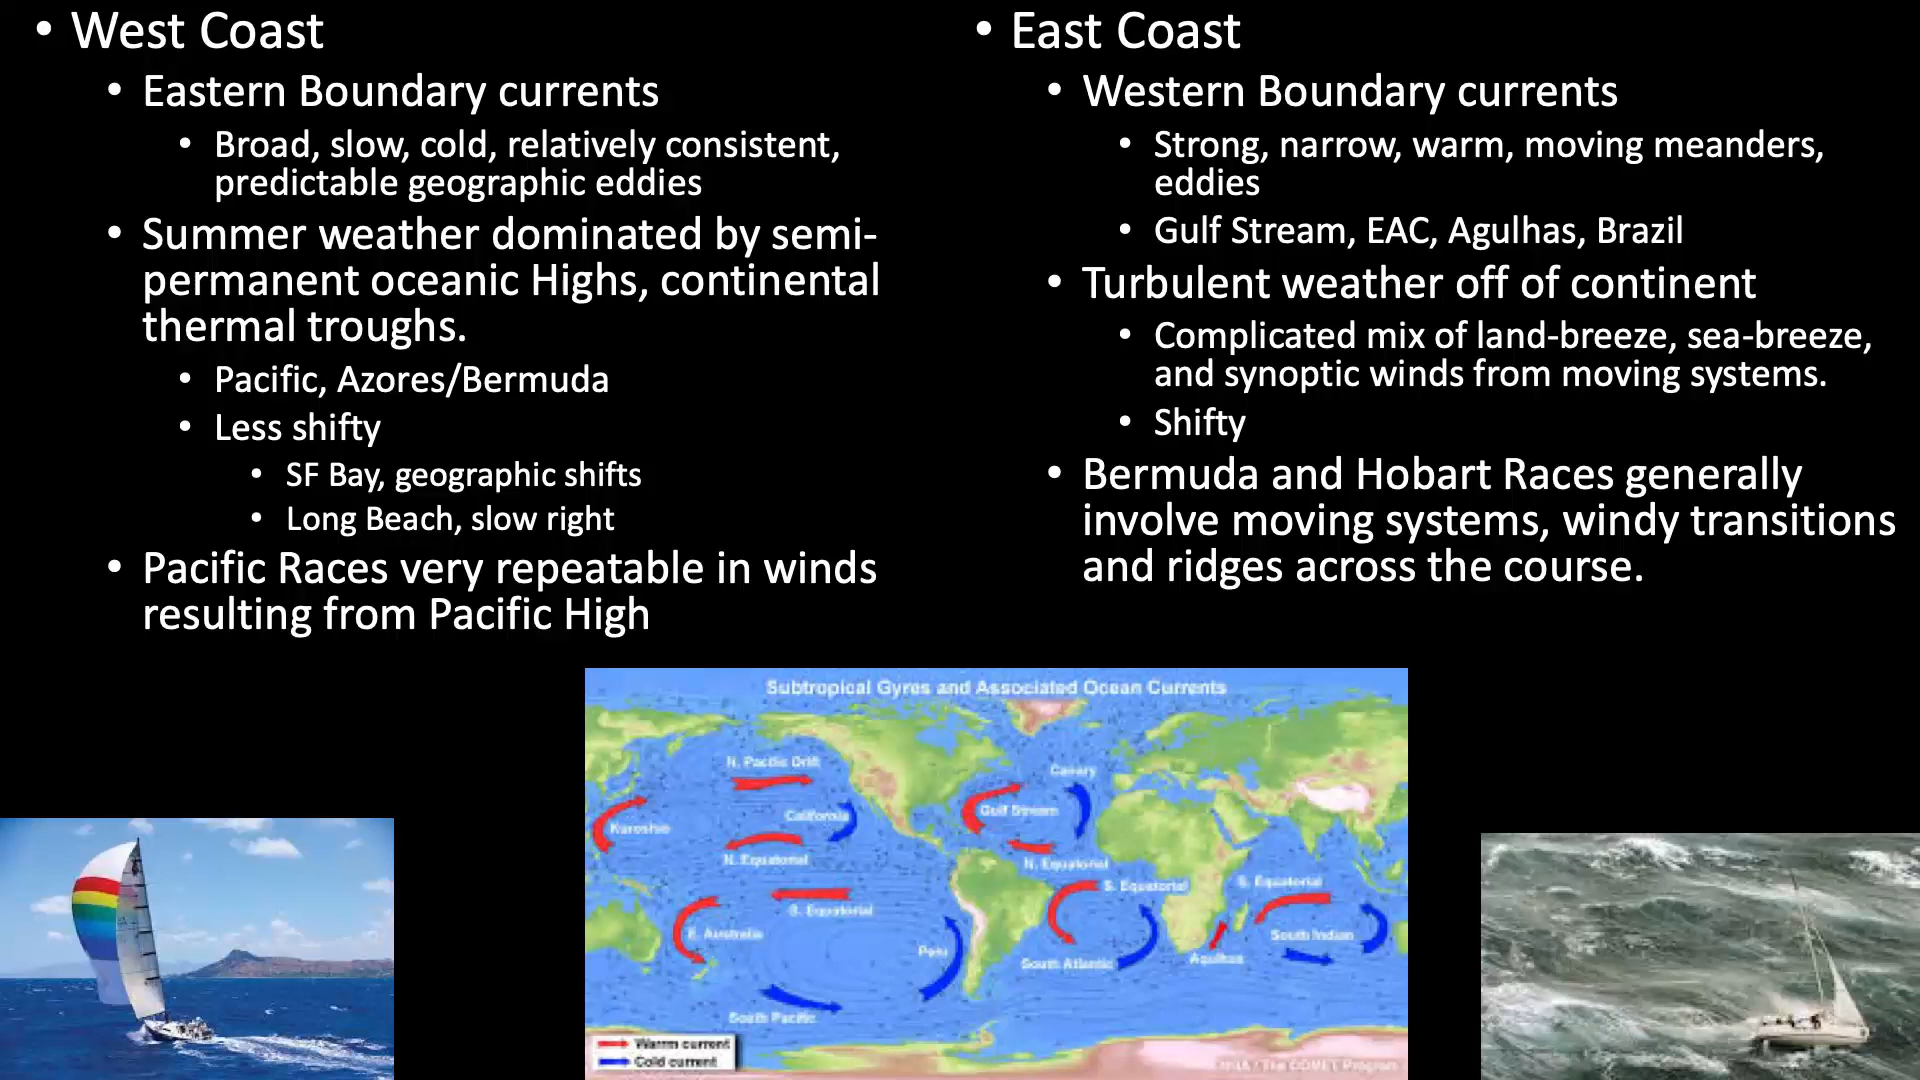 • West Coast
• Eastern Boundary currents
• Broad, slow, cold, relatively consistent,
predictable geographic eddies
• Summer weather dominated by semi-
permanent oceanic Highs, continental
thermal troughs.
• Pacific, Azores/Bermuda
• Less shifty
• SF Bay, geographic shifts
• Long Beach, slow right
• Pacific Races very repeatable in winds
resulting from Pacific High
• East Coast
• Western Boundary currents
• Strong, narrow, warm, moving meanders,
eddies
• Gulf Stream, EAC, Agulhas, Brazil
• Turbulent weather off of continent
• Complicated mix of land-breeze, sea-breeze,
and synoptic winds from moving systems.
• Shifty
• Bermuda and Hobart Races generally
involve moving systems, windy transitions
and ridges across the course.
Subtropical Gyres and Associated Ocean Currents
N. Pacific Drift
Canary
California
Gulf Stream
Kuroshio
N. Equatorial
N. Equatorial
S. Equatorial
S. Equatorial
S. Equatorial
E. Australia
South Indian
Peru
Agulhas
South Atlantic
South Pacific
Warm current
Cold current
The COMET Program